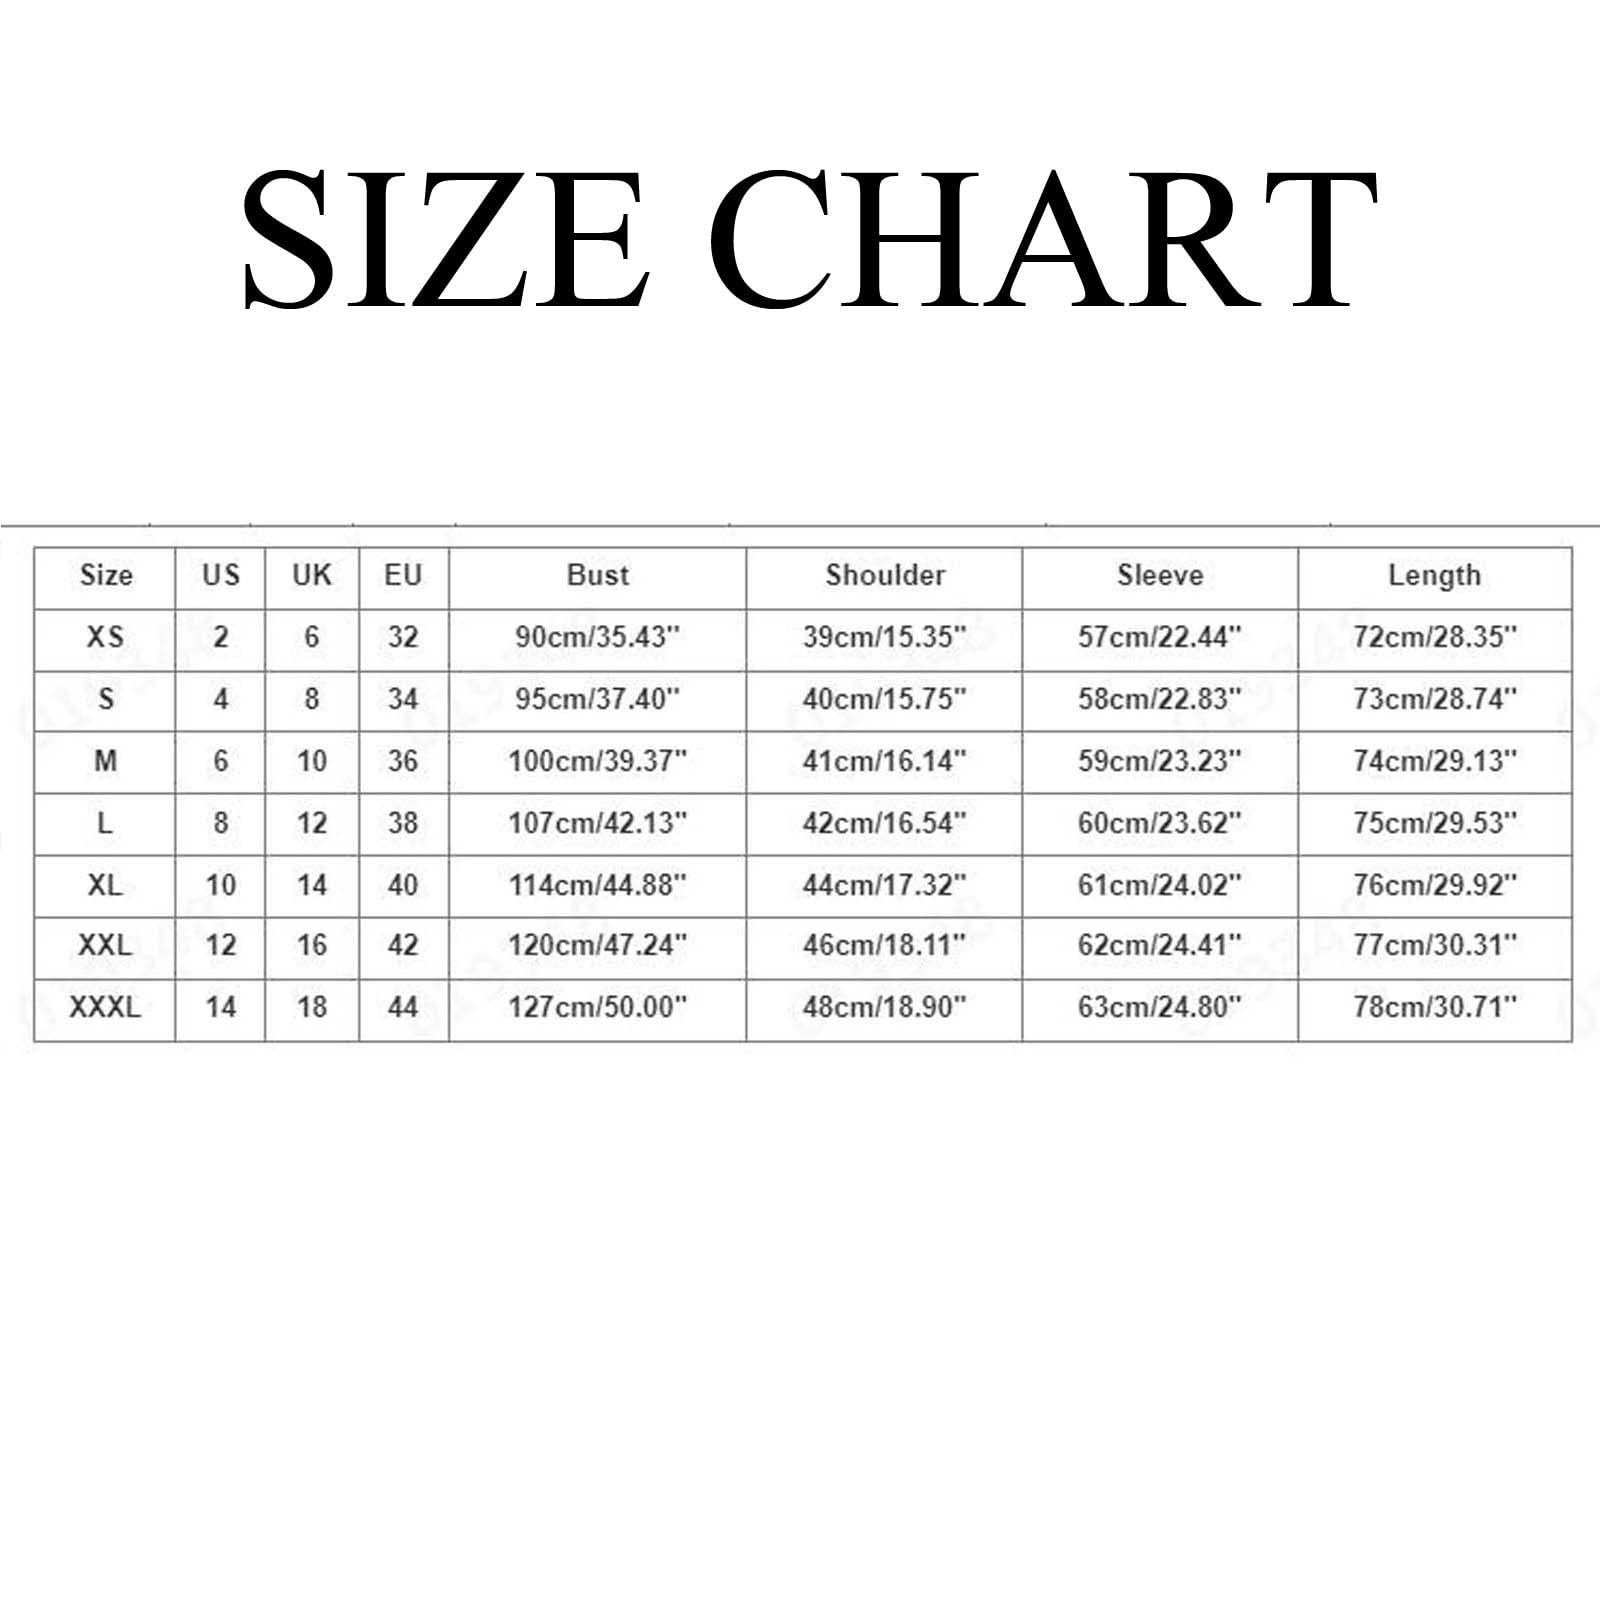 SIZE CHART
Size US UK EU Bust Shoulder Sleeve Length
XS 2 6 32 90cm/35.43" 39cm/15.35" 57cm/22.44" 72cm/28.35"
S 4 8 34 95cm/37.40" 40cm/15.75" 58cm/22.83" 73cm/28.74"
M 6 10 36 100cm/39.37" 41cm/16.14" 59cm/23.23" 74cm/29.13"
L 8 12 38 107cm/42.13" 42cm/16.54" 60cm/23.62" 75cm/29.53"
XL 10 14 40 114cm/44.88" 44cm/17.32" 61cm/24.02" 76cm/29.92"
XXL 12 16 42 120cm/47.24" 46cm/18.11" 62cm/24.41" 77cm/30.31"
XXXL 14 18 44 127cm/50.00" 48cm/18.90" 63cm/24.80" 78cm/30.71"